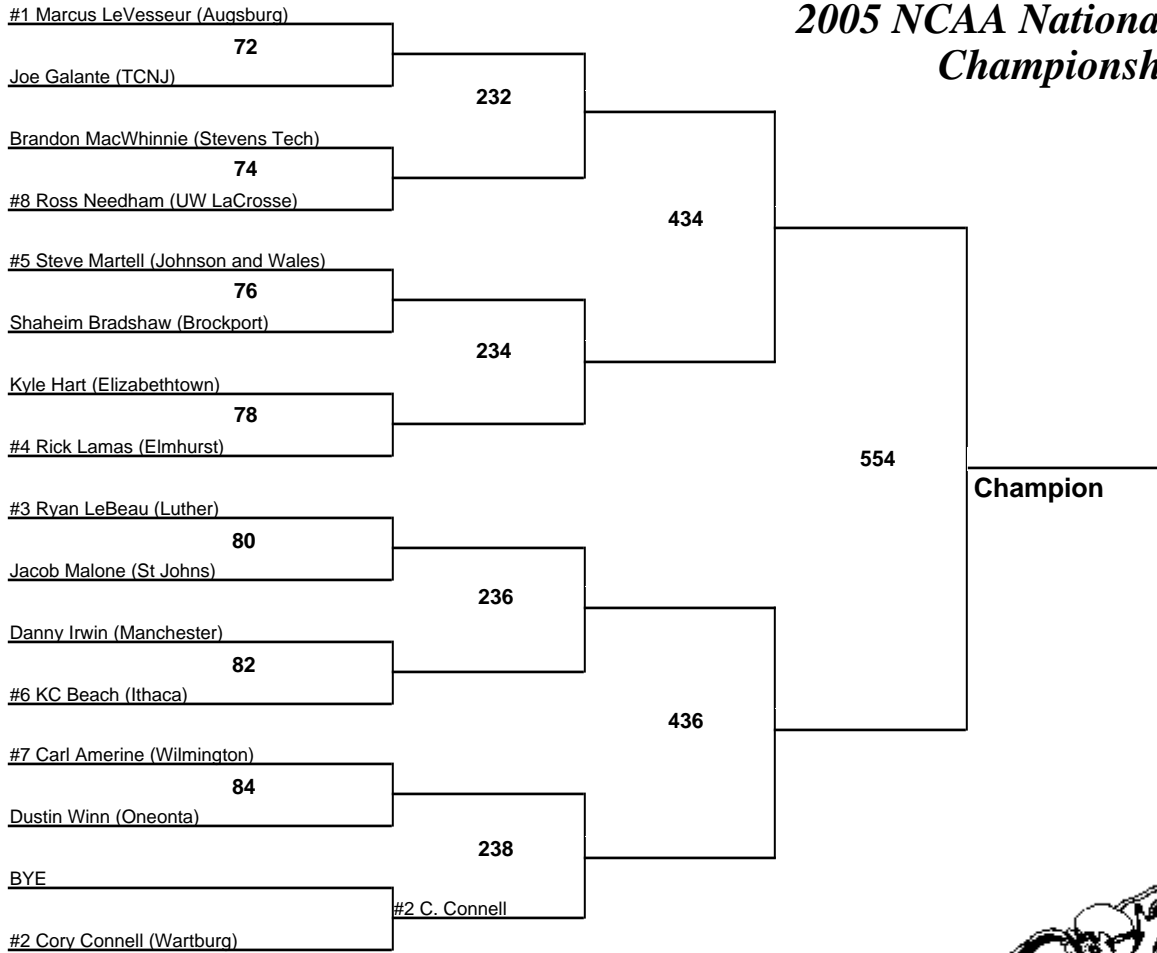 #1 Marcus LeVesseur (Augsburg)
2005 NCAA Nationa
Championsh
72
Joe Galante (TCNJ)
232
Brandon MacWhinnie (Stevens Tech)
74
#8 Ross Needham (UW LaCrosse)
434
#5 Steve Martell (Johnson and Wales)
76
Shaheim Bradshaw (Brockport)
234
Kyle Hart (Elizabethtown)
78
#4 Rick Lamas (Elmhurst)
554
Champion
#3 Ryan LeBeau (Luther)
80
Jacob Malone (St Johns)
236
Danny Irwin (Manchester)
82
#6 KC Beach (Ithaca)
436
#7 Carl Amerine (Wilmington)
84
Dustin Winn (Oneonta)
238
BYE
#2 C. Connell
#2 Cory Connell (Wartburg)